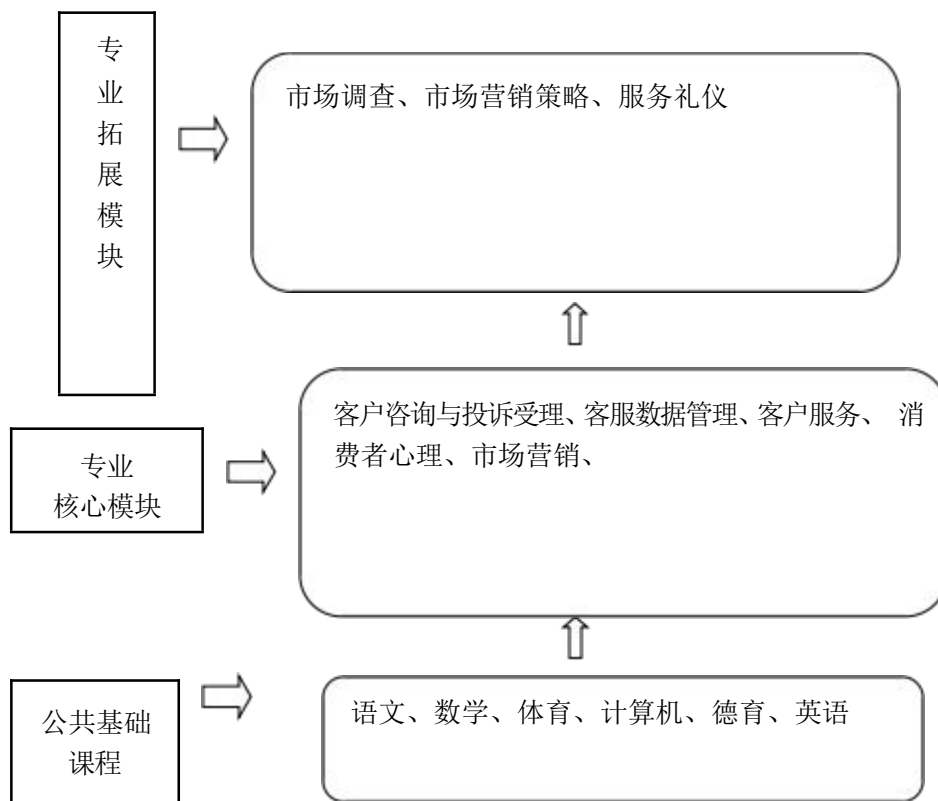 专业拓展模块
市场调查、市场营销策略、服务礼仪
专业
核心模块
客户咨询与投诉受理、客服数据管理、客户服务、 消
费者心理、市场营销、
公共基础
课程
语文、数学、体育、计算机、德育、英语